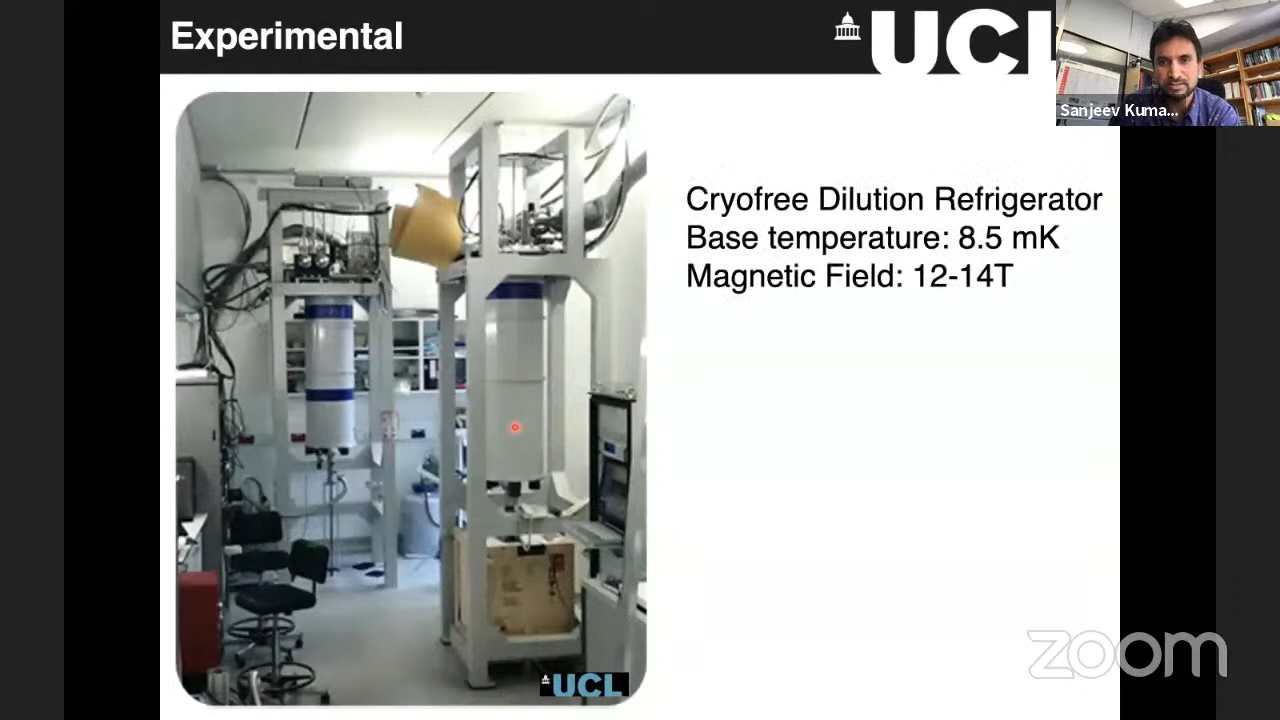 Experimental
UCL
Sanjeev Kuma...
Cryofree Dilution Refrigerator
Base temperature: 8.5 mK
Magnetic Field: 12-14T
UCL
zoom